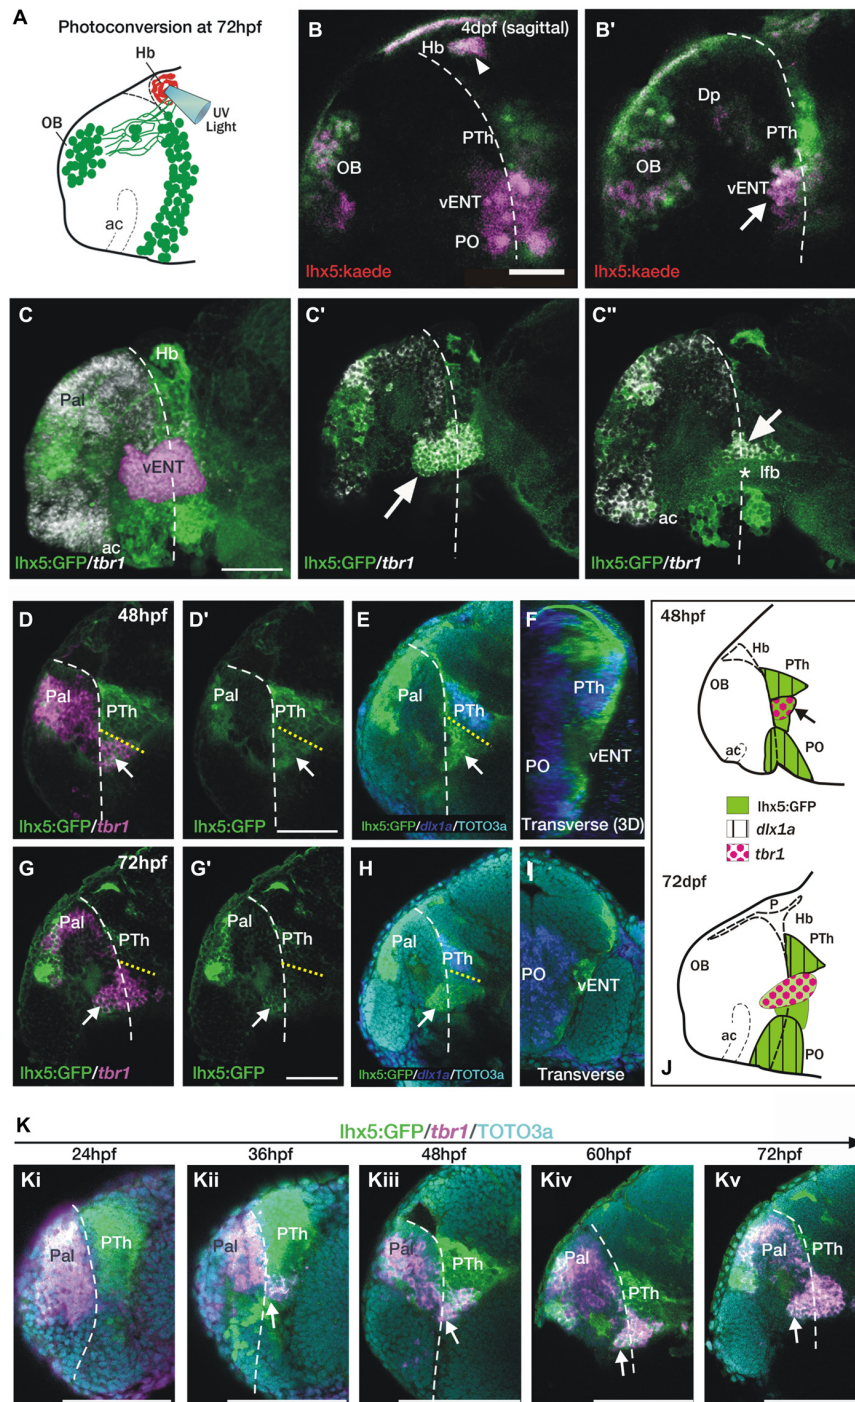 A
Photoconversion at 72hpf
Hb
OB
UV
Light
ac
B
4dpf (sagittal)
Hb
PTh
OB
vENT
PO
lhx5:kaede
B'
Dp
PTh
OB
vENT
lhx5:kaede
C
Hb
Pal
vENT
ac
lhx5:GFP/tbr1
C'
lhx5:GFP/tbr1
C"
*
lfb
ac
lhx5:GFP/tbr1
D
48hpf
Pal
PTh
lhx5:GFP/tbr1
D'
PTh
Pal
lhx5:GFP
E
Pal
PTh
lhx5:GFP/dlx1a/TOTO3a
F
PTh
vENT
PO
Transverse (3D)
G
72hpf
Pal
PTh
lhx5:GFP/tbr1
G'
Pal
PTh
lhx5:GFP
H
Pal
PTh
lhx5:GFP/dlx1a/TOTO3a
I
PO
vENT
Transverse
48hpf
Hb
PTh
OB
PO
ac
lhx5:GFP
dlx1a
tbr1
72dpf
P
Hb
PTh
OB
ac
PO
J
K
lhx5:GFP/tbr1/TOTO3a
24hpf
36hpf
48hpf
60hpf
72hpf
Ki
Pal
PTh
Kii
Pal
PTh
Kiii
Pal
PTh
Kiv
Pal
PTh
Kv
Pal
PTh